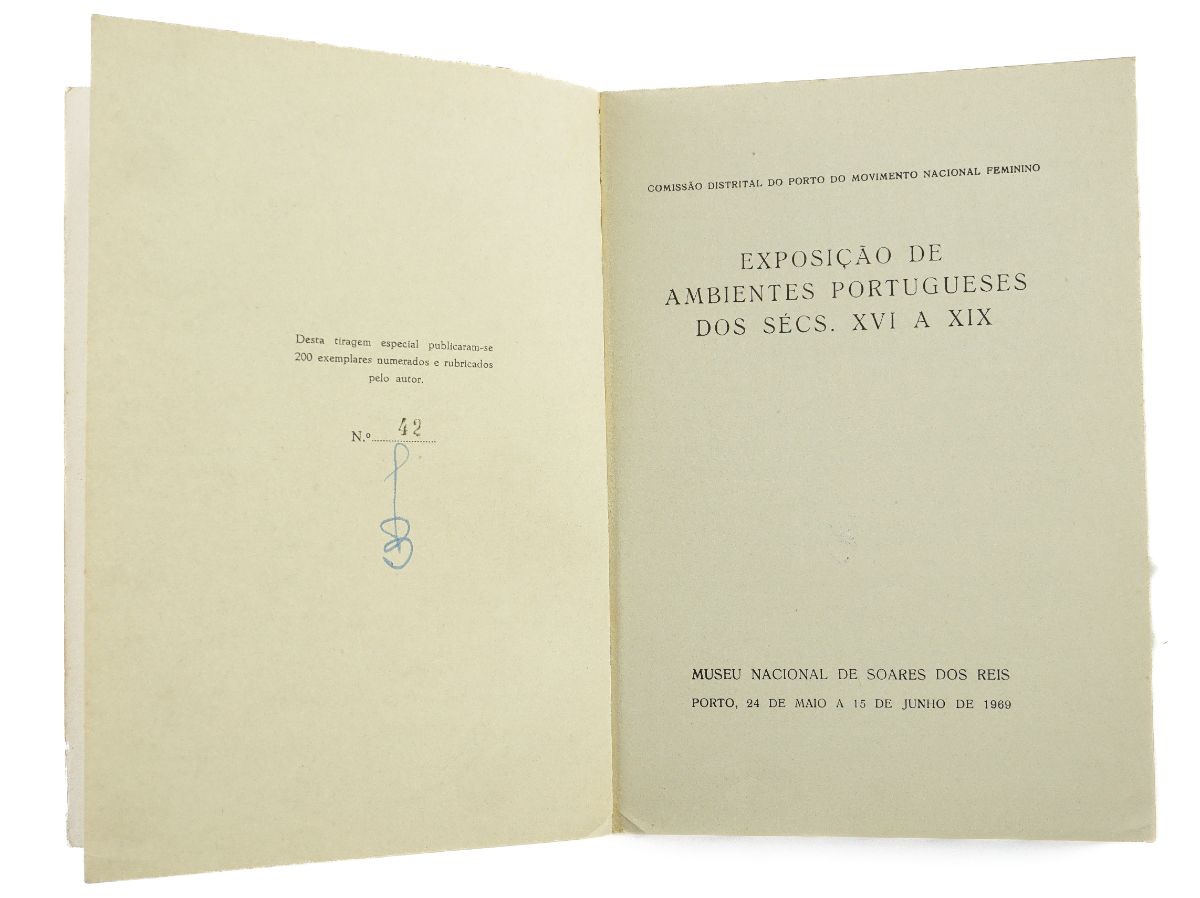 Desta tiragem especial publicaram-se
200 exemplares numerados e rubricados
pelo autor.
N.º 42
COMISSÃO DISTRITAL DO PORTO DO MOVIMENTO NACIONAL FEMININO
EXPOSIÇÃO DE
AMBIENTES PORTUGUESES
DOS SÉCS. XVI A XIX
MUSEU NACIONAL DE SOARES DOS REIS
PORTO, 24 DE MAIO A 15 DE JUNHO DE 1969